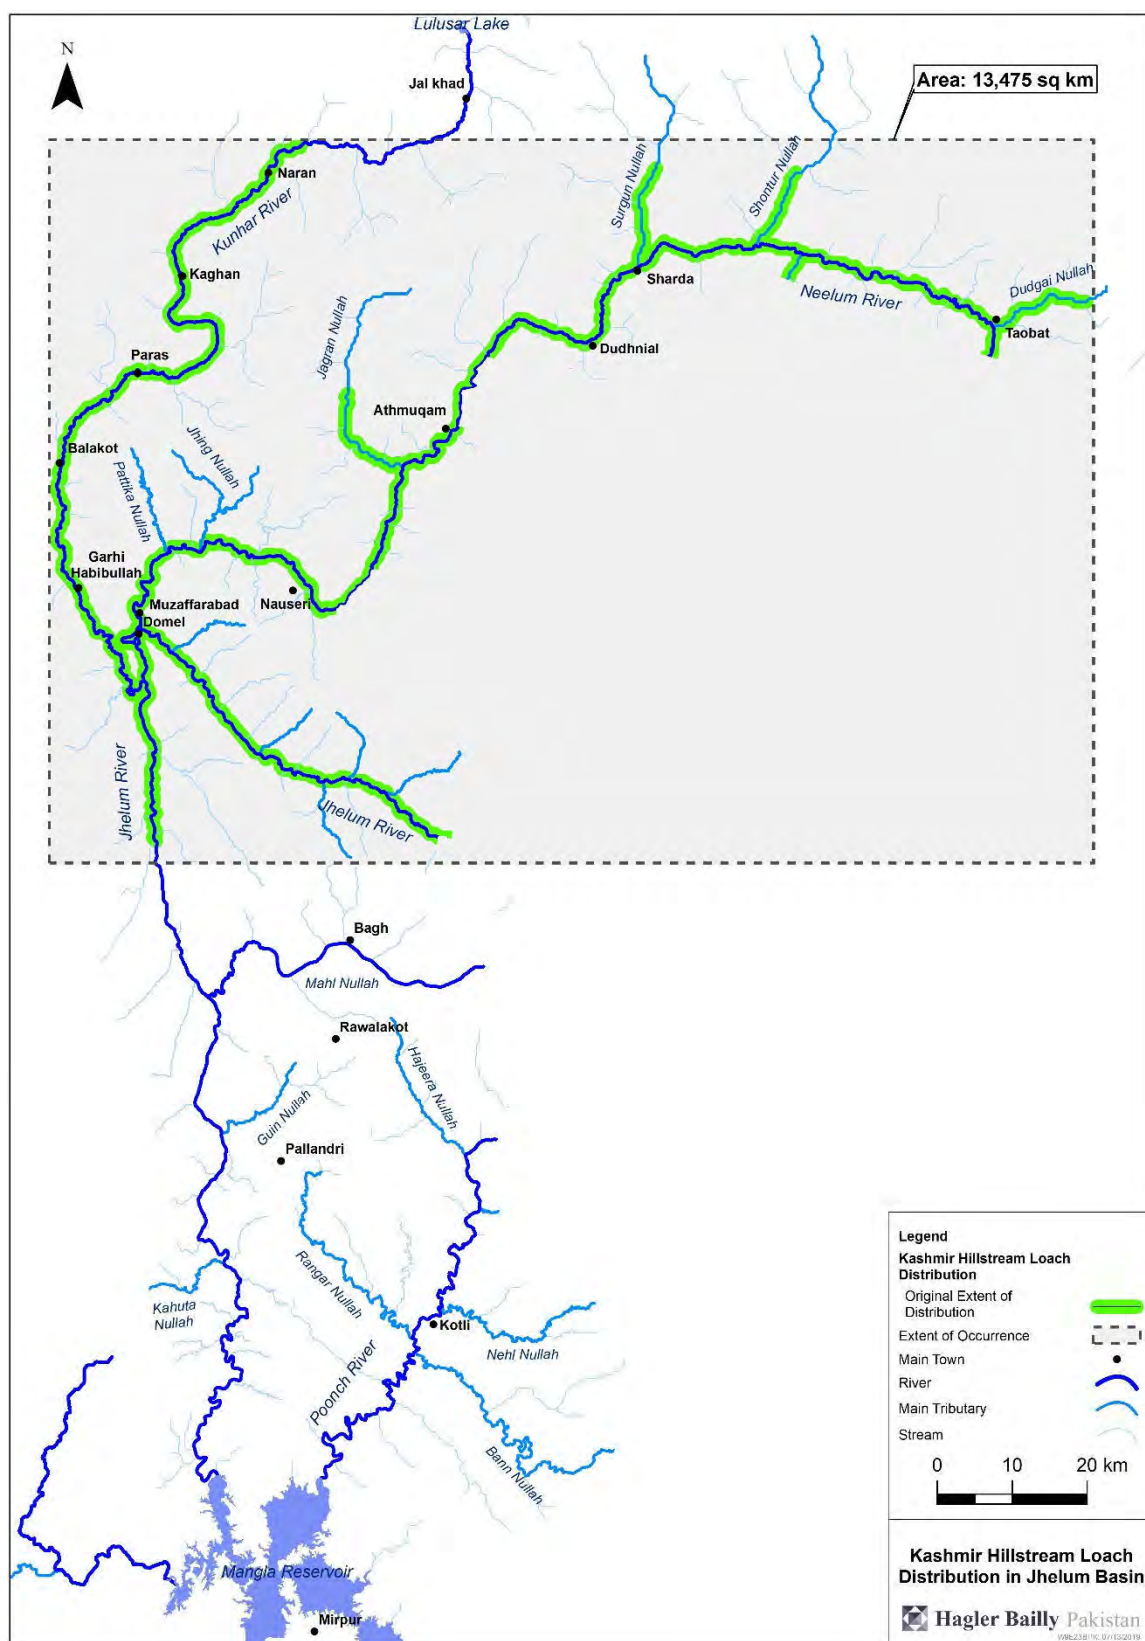 Lulusar Lake
N
Jal khad
Area: 13,475 sq km
Naran
Kunhar River
Surgun Nullah
Shontur Nullah
Kaghan
Sharda
Neelum River
Dudgai Nullah
Taobat
Jagran Nullah
Dudhnial
Paras
Athmuqam
Balakot
Jhing Nullah
Pattika Nullah
Garhi
Habibullah
Muzaffarabad
Domel
Nauseri
Jhelum River
Jhelum River
Bagh
Mahl Nullah
Rawalakot
Hajeera Nullah
Guin Nullah
Pallandri
Rangar Nullah
Kahuta
Nullah
Kotli
Nehl Nullah
Poonch River
Bann Nullah
Mangla Reservoir
Mirpur
Legend
Kashmir Hillstream Loach
Distribution
Original Extent of
Distribution
Extent of Occurrence
Main Town
River
Main Tributary
Stream
0 10 20 km
Kashmir Hillstream Loach
Distribution in Jhelum Basin
Hagler Bailly Pakistan